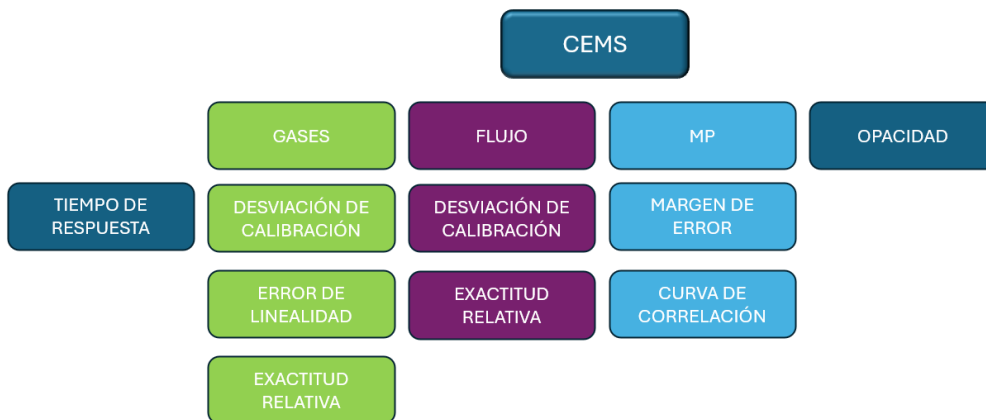 CEMS
GASES
FLUJO
MP
OPACIDAD
TIEMPO DE
RESPUESTA
DESVIACIÓN DE
CALIBRACIÓN
DESVIACIÓN DE
CALIBRACIÓN
MARGEN DE
ERROR
ERROR DE
LINEALIDAD
EXACTITUD
RELATIVA
CURVA DE
CORRELACIÓN
EXACTITUD
RELATIVA